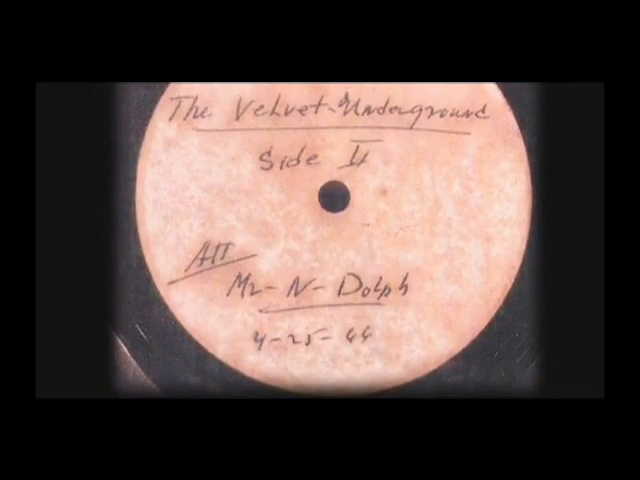 The Velvet-Underground
Side II
Att
Mr-N-Dolph
4-25-66